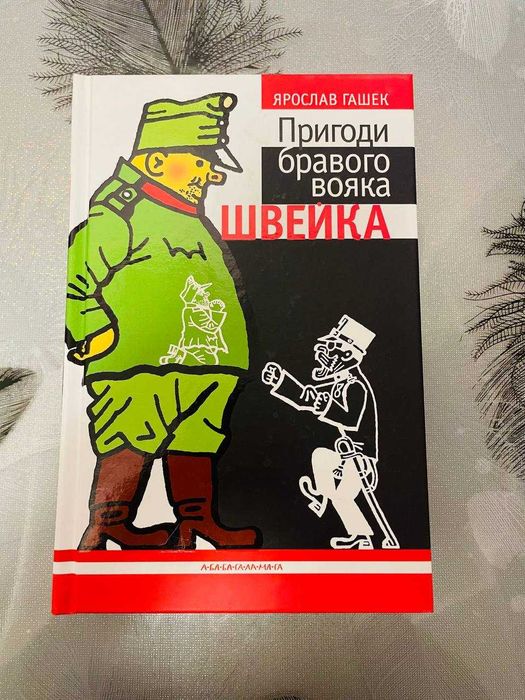 ЯРОСЛАВ ГАШЕК
Пригоди
бравого
вояка
ШВЕЙКА
А-БА-БА-ГА-ЛА-МА-ГА